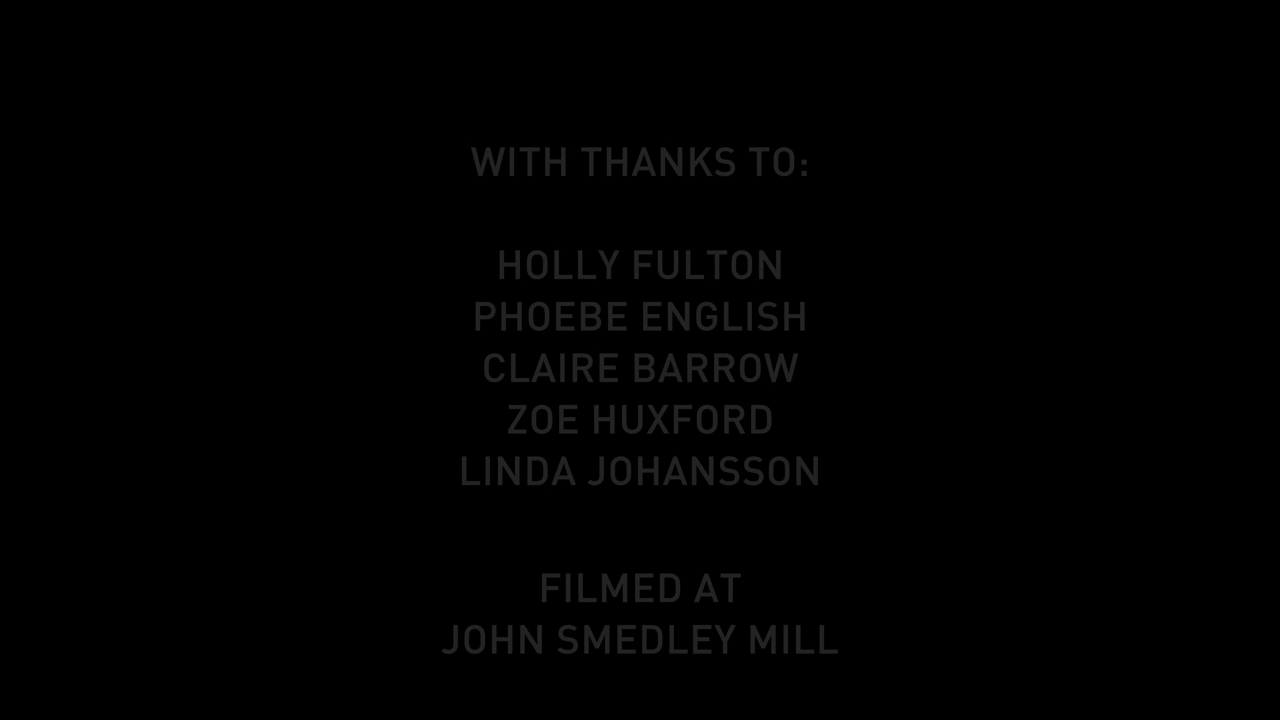 WITH THANKS TO:
HOLLY FULTON
PHOEBE ENGLISH
CLAIRE BARROW
ZOE HUXFORD
LINDA JOHANSSON
FILMED AT
JOHN SMEDLEY MILL